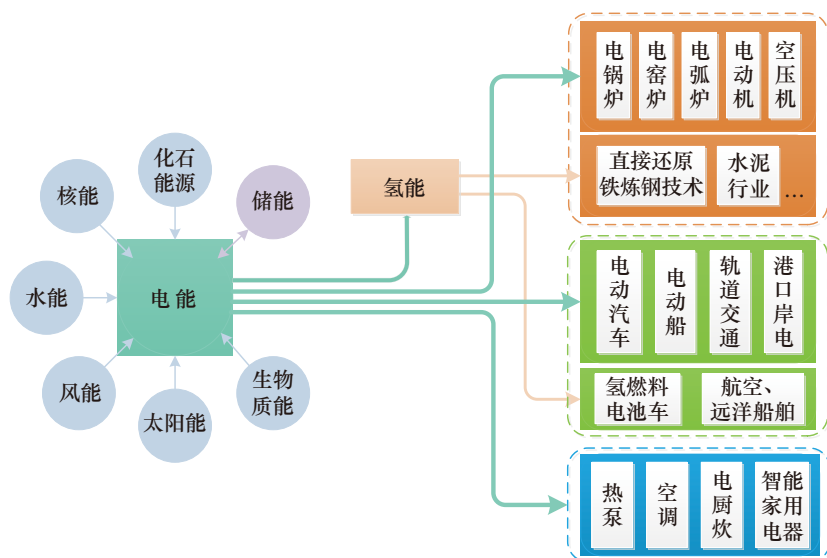 化石
能源
核能
储能
水能
电能
风能
太阳能
生物
质能
氢能
电
锅
炉
电
窑
炉
电
弧
炉
电
动
机
空
压
机
直接还原
铁炼钢技术
水泥
行业
…
电
动
汽
车
电
动
船
轨
道
交
通
港
口
岸
电
氢燃料
电池车
航空、
远洋船舶
热
泵
空
调
电
厨
炊
智能
家用
电器